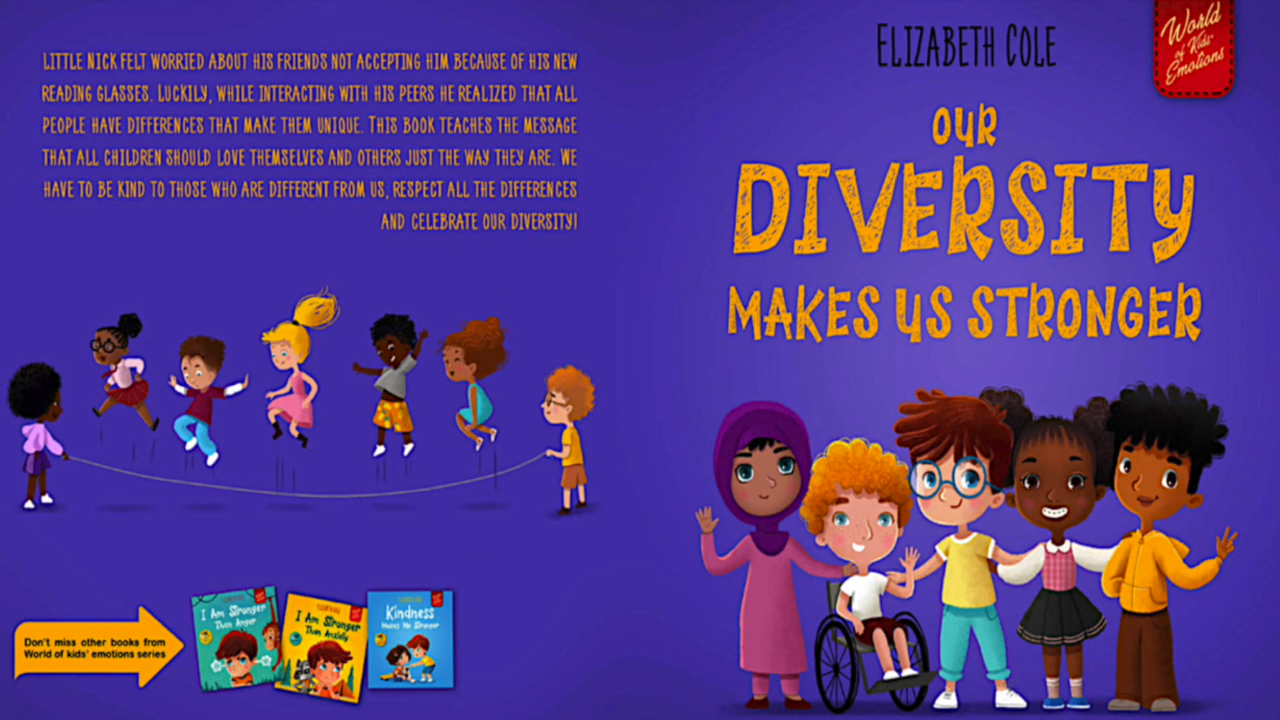 LITTLE NICK FELT WORRIED ABOUT HIS FRIENDS NOT ACCEPTING HIM BECAUSE OF HIS NEW
READING GLASSES. LUCKILY, WHILE INTERACTING WITH HIS PEERS HE REALIZED THAT ALL
PEOPLE HAVE DIFFERENCES THAT MAKE THEM UNIQUE. THIS BOOK TEACHES THE MESSAGE
THAT ALL CHILDREN SHOULD LOVE THEMSELVES AND OTHERS JUST THE WAY THEY ARE. WE
HAVE TO BE KIND TO THOSE WHO ARE DIFFERENT FROM US, RESPECT ALL THE DIFFERENCES
AND CELEBRATE OUR DIVERSITY!
Don't miss other books from
World of kids' emotions series
I Am Stronger
Than Anger
I Am Stronger
Than Anxiety
Kindness
Makes Me Stronger
ELIZABETH COLE
World
of Kids'
Emotions
OUR
DIVERSITY
MAKES US STRONGER